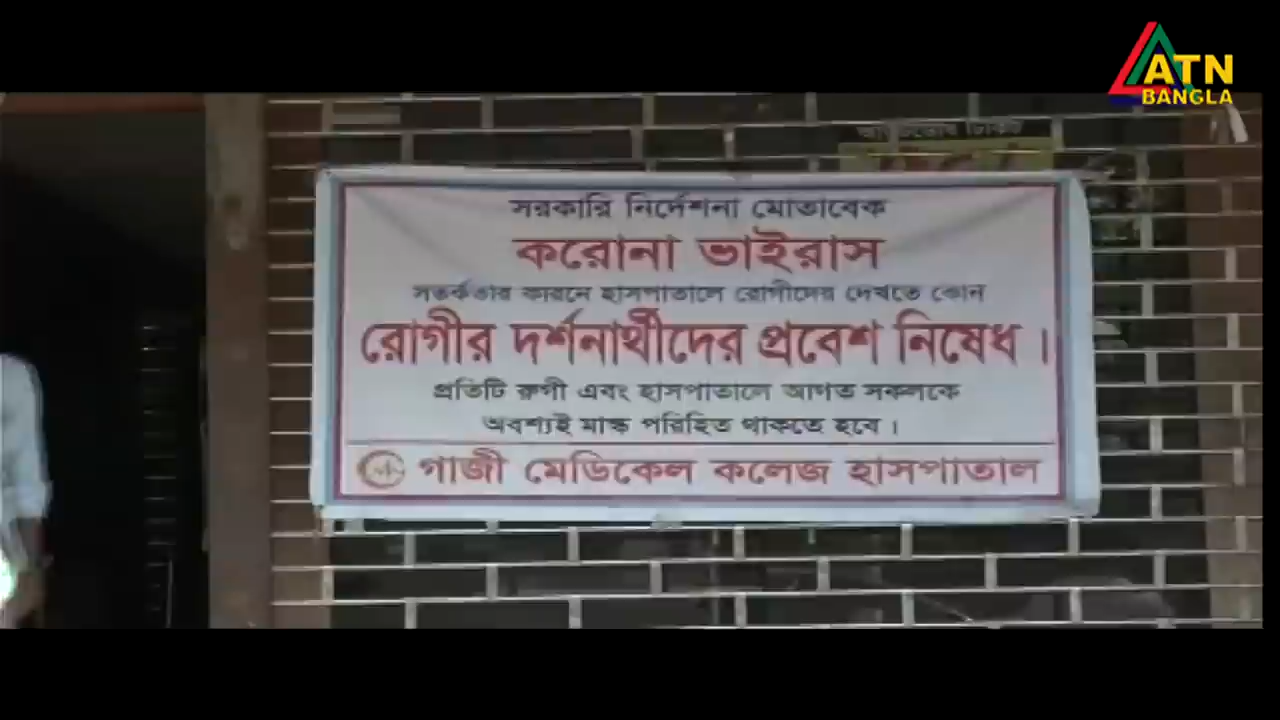 ATN
BANGLA
সরকারি নির্দেশনা মোতাবেক
করোনা ভাইরাস
সতর্কতার কারনে হাসপাতালে রোগীদের দেখতে কোন
রোগীর দর্শনার্থীদের প্রবেশ নিষেধ।
প্রতিটি রুগী এবং হাসপাতালে আগত সকলকে
অবশ্যই মাস্ক পরিহিত থাকতে হবে।
গাজী মেডিকেল কলেজ হাসপাতাল